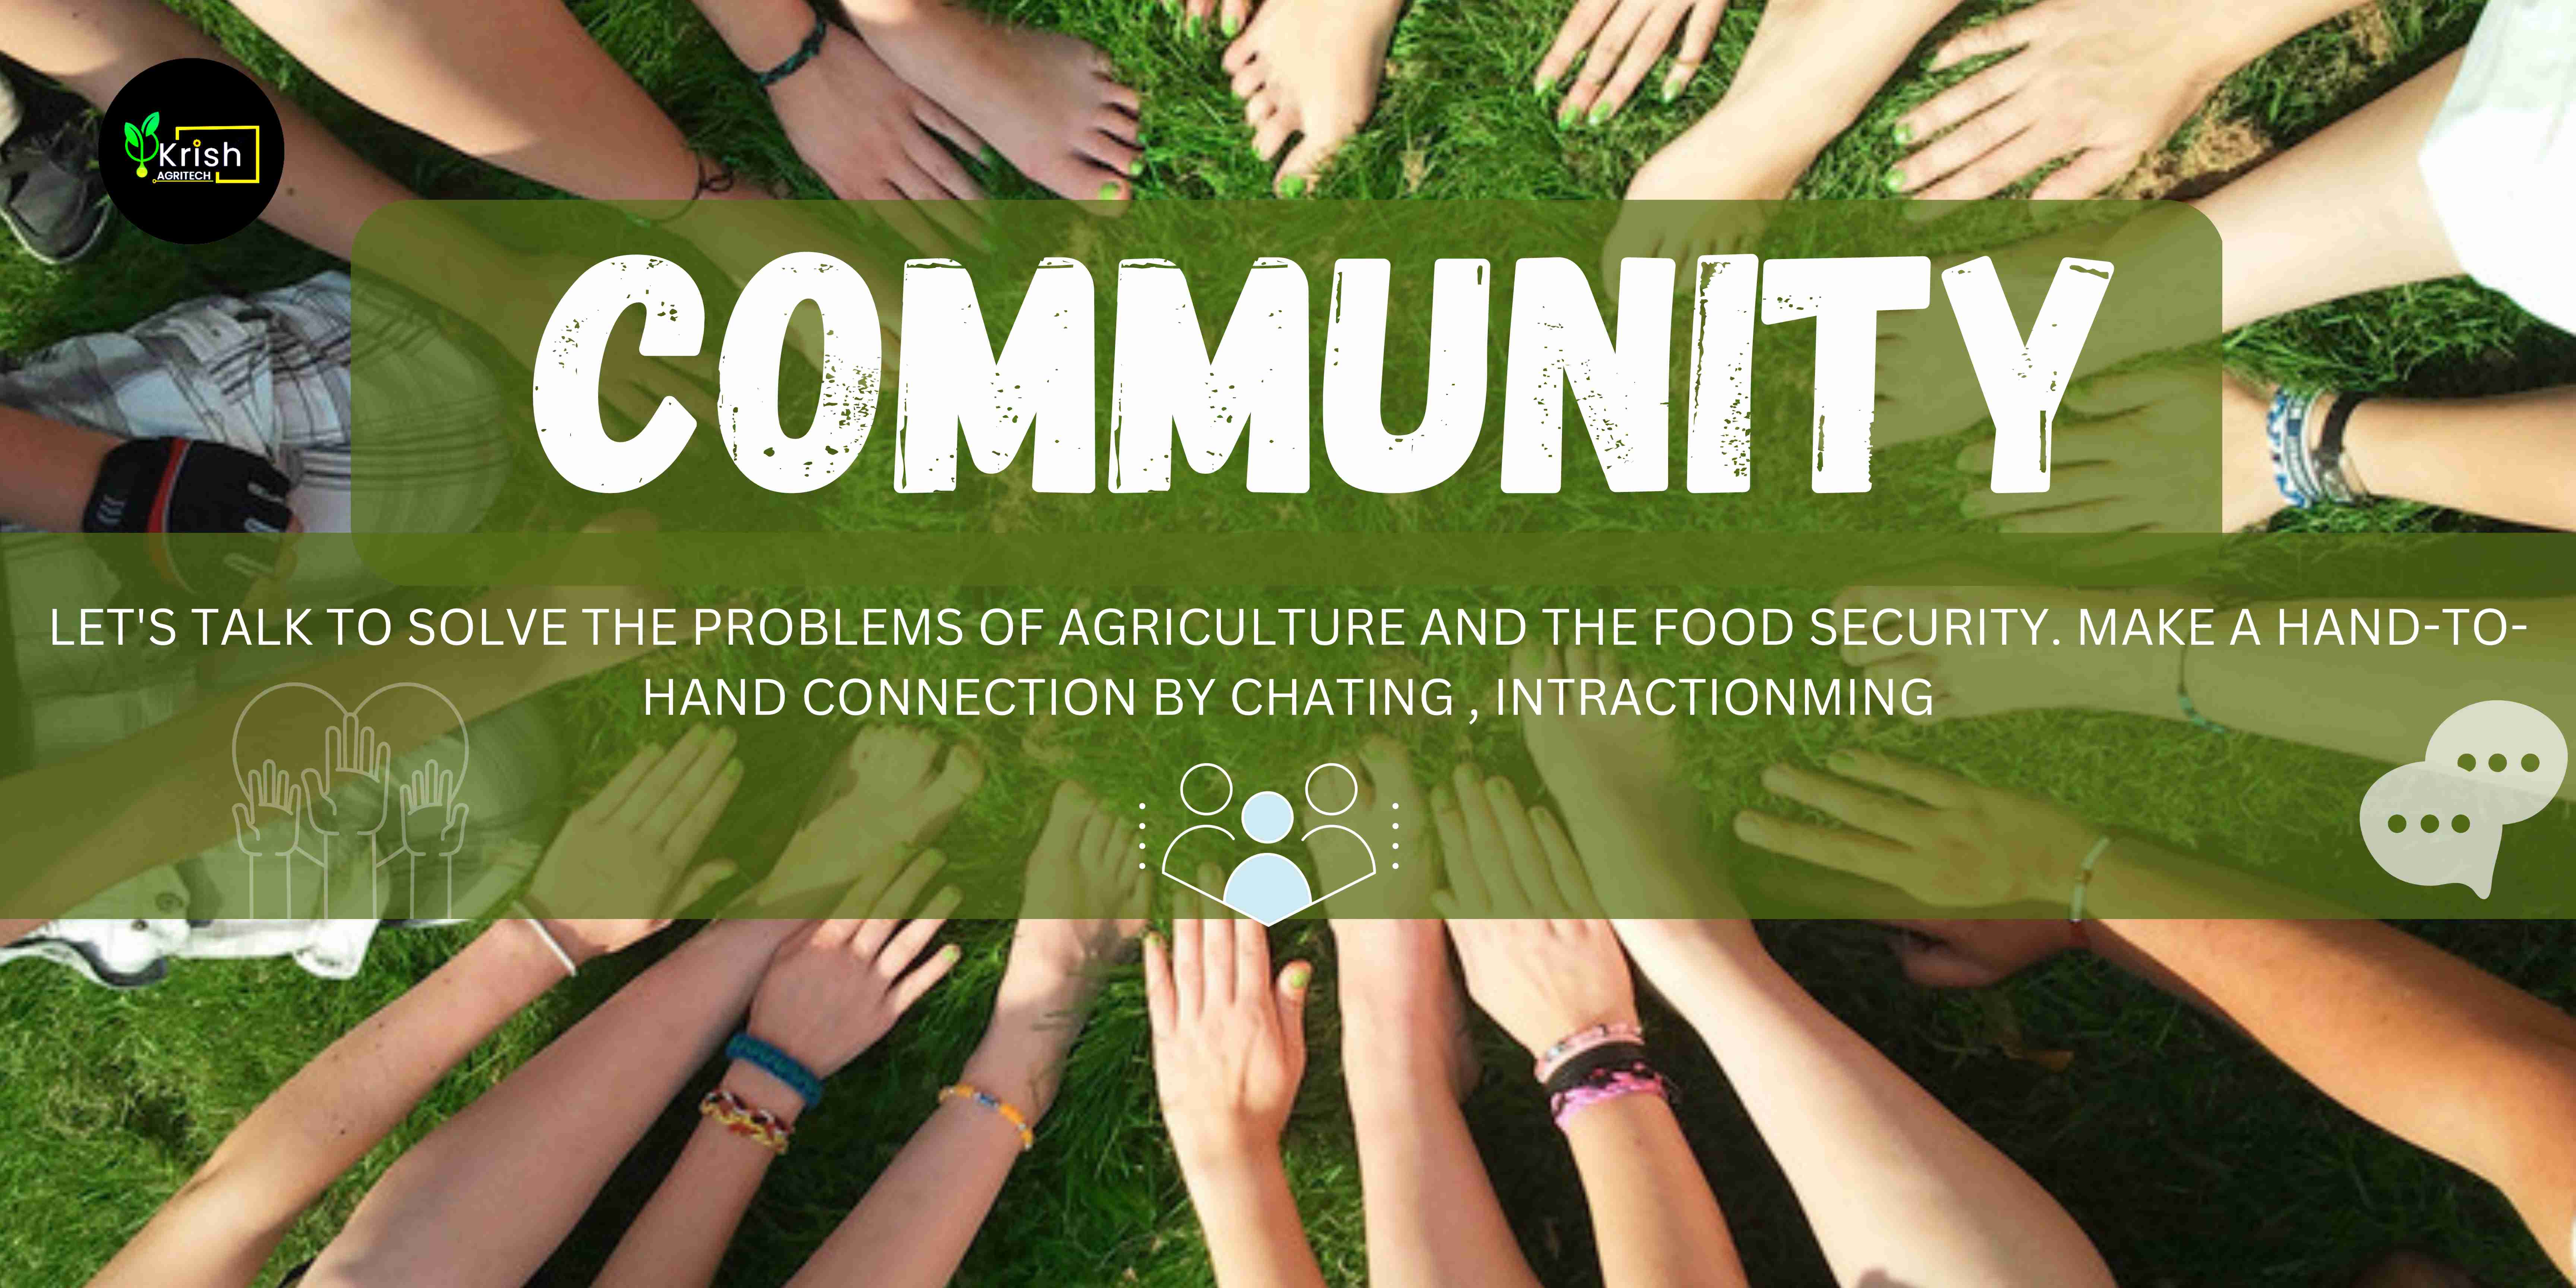 Krish
AGRITECH
COMMUNITY
LET'S TALK TO SOLVE THE PROBLEMS OF AGRICULTURE AND THE FOOD SECURITY. MAKE A HAND-TO-
HAND CONNECTION BY CHATING , INTRACTIONMING